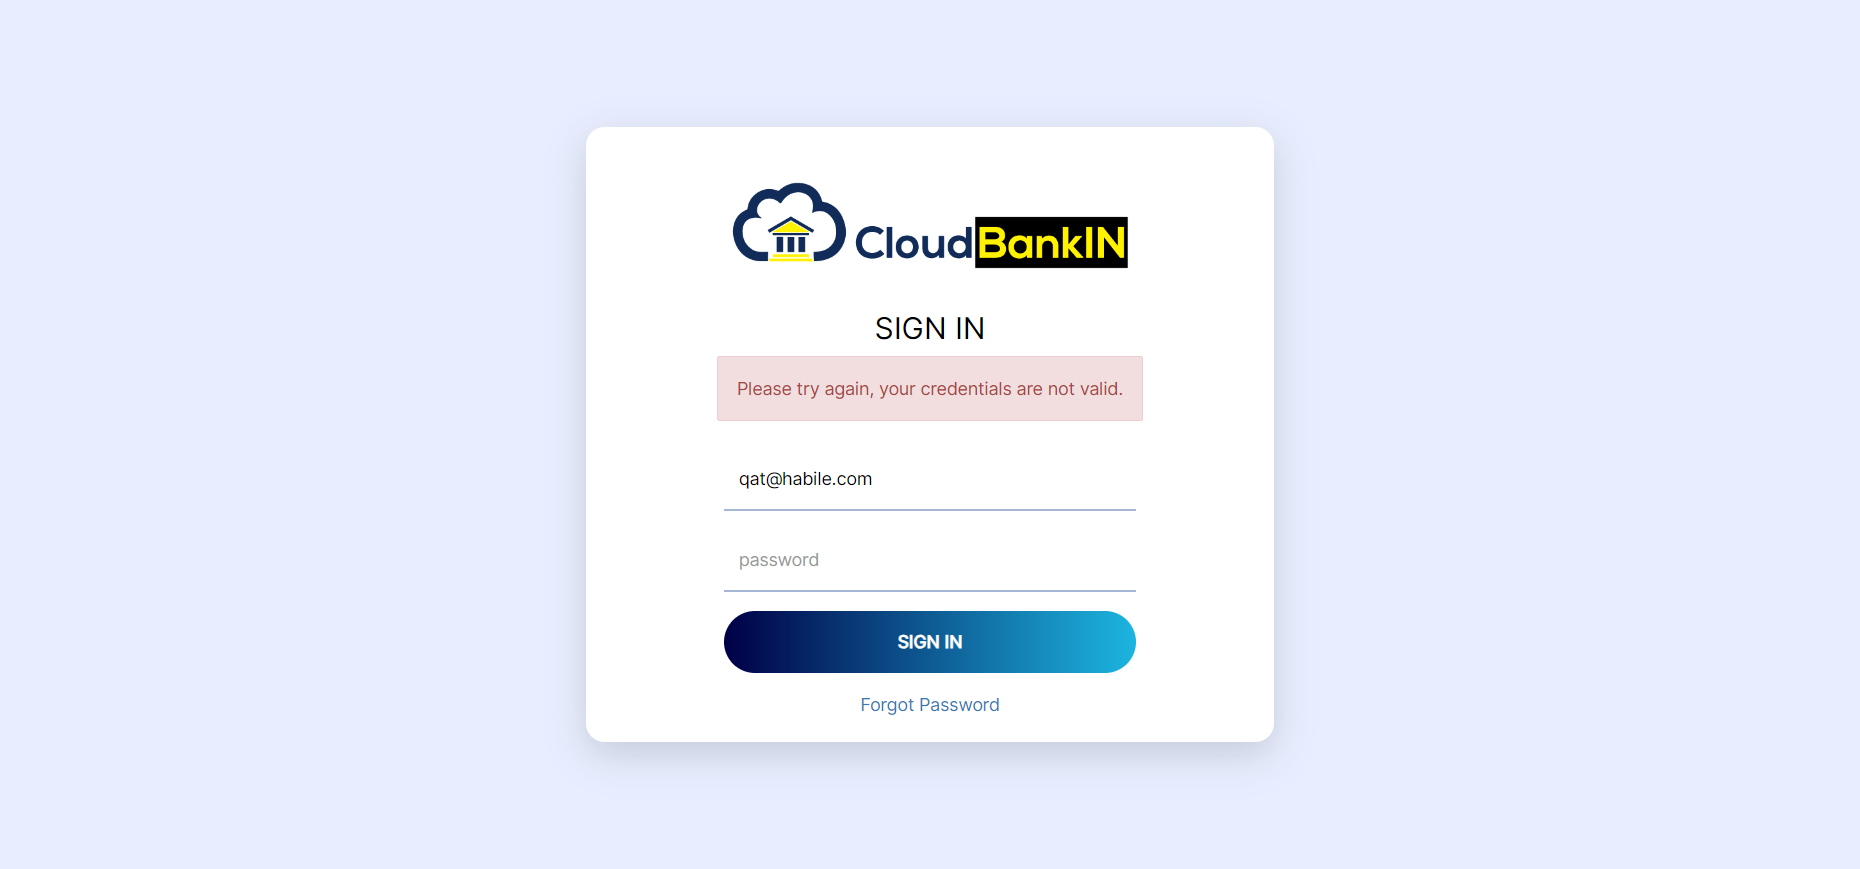 CloudBankIN
SIGN IN
Please try again, your credentials are not valid.
qat@habile.com
password
SIGN IN
Forgot Password